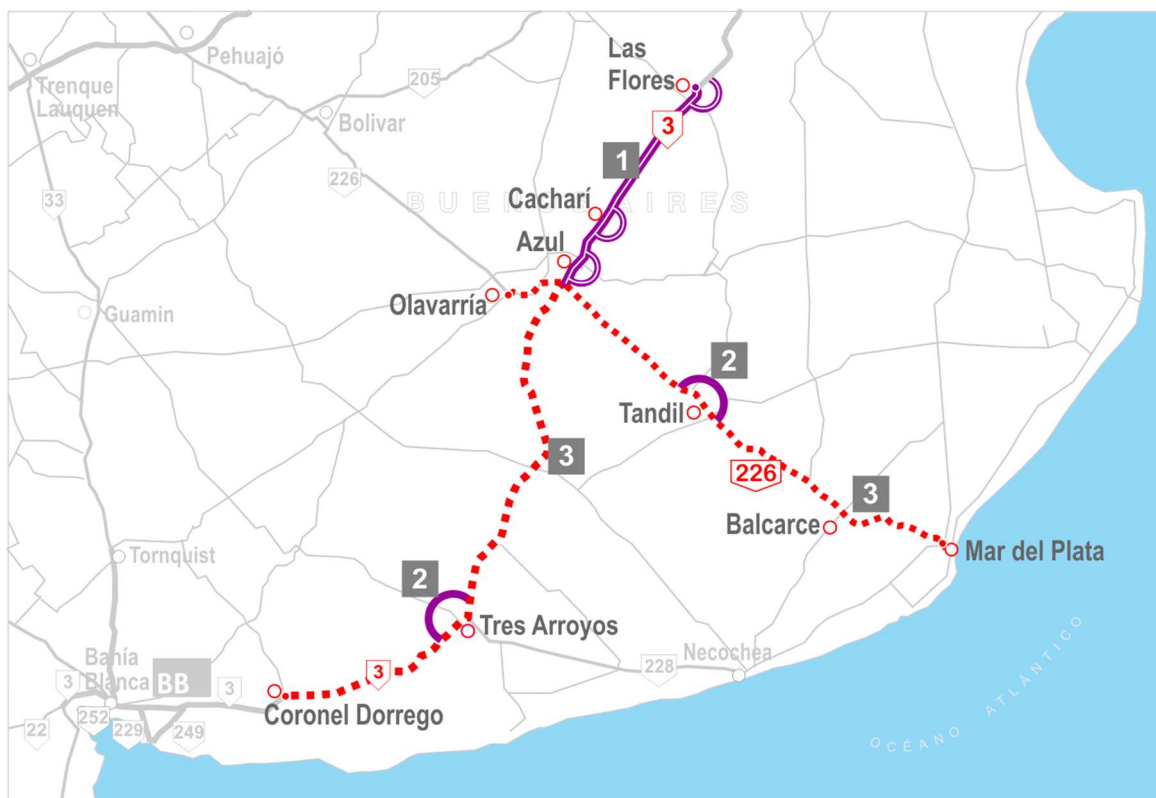 Pehuajó
Las
Flores
Trenque
Lauquen
205
Bolivar
3
1
226
33
BUENOS AIRES
Cacharí
Azul
Olavarría
Guamin
2
Tandil
3
226
3
Balcarce
Mar del Plata
Tornquist
2
Tres Arroyos
Necochea
228
Bahía
Blanca
BB
3
3
3
Coronel Dorrego
252
229
249
22
OCÉANO ATLÁNTICO